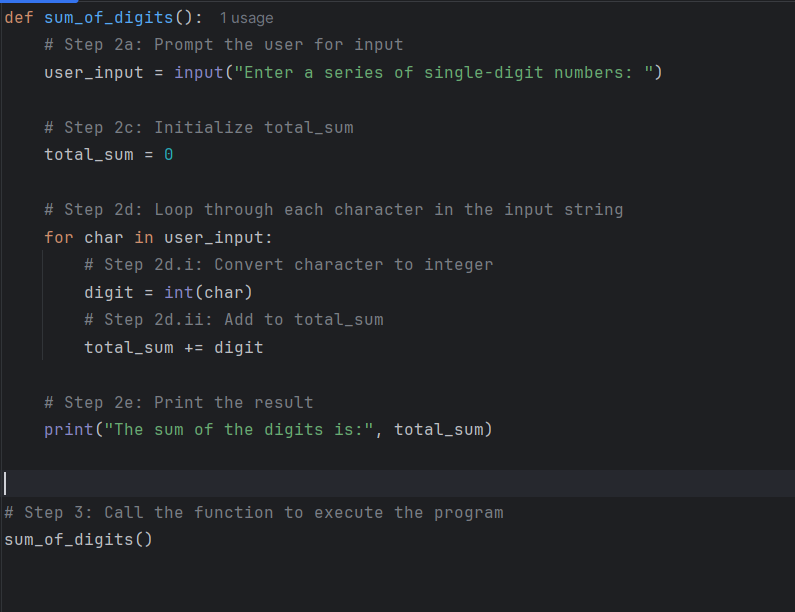 def sum_of_digits(): 1 usage
    # Step 2a: Prompt the user for input
    user_input = input("Enter a series of single-digit numbers: ")
    # Step 2c: Initialize total_sum
    total_sum = 0
    # Step 2d: Loop through each character in the input string
    for char in user_input:
        # Step 2d.i: Convert character to integer
        digit = int(char)
        # Step 2d.ii: Add to total_sum
        total_sum += digit
    # Step 2e: Print the result
    print("The sum of the digits is:", total_sum)
# Step 3: Call the function to execute the program
sum_of_digits()